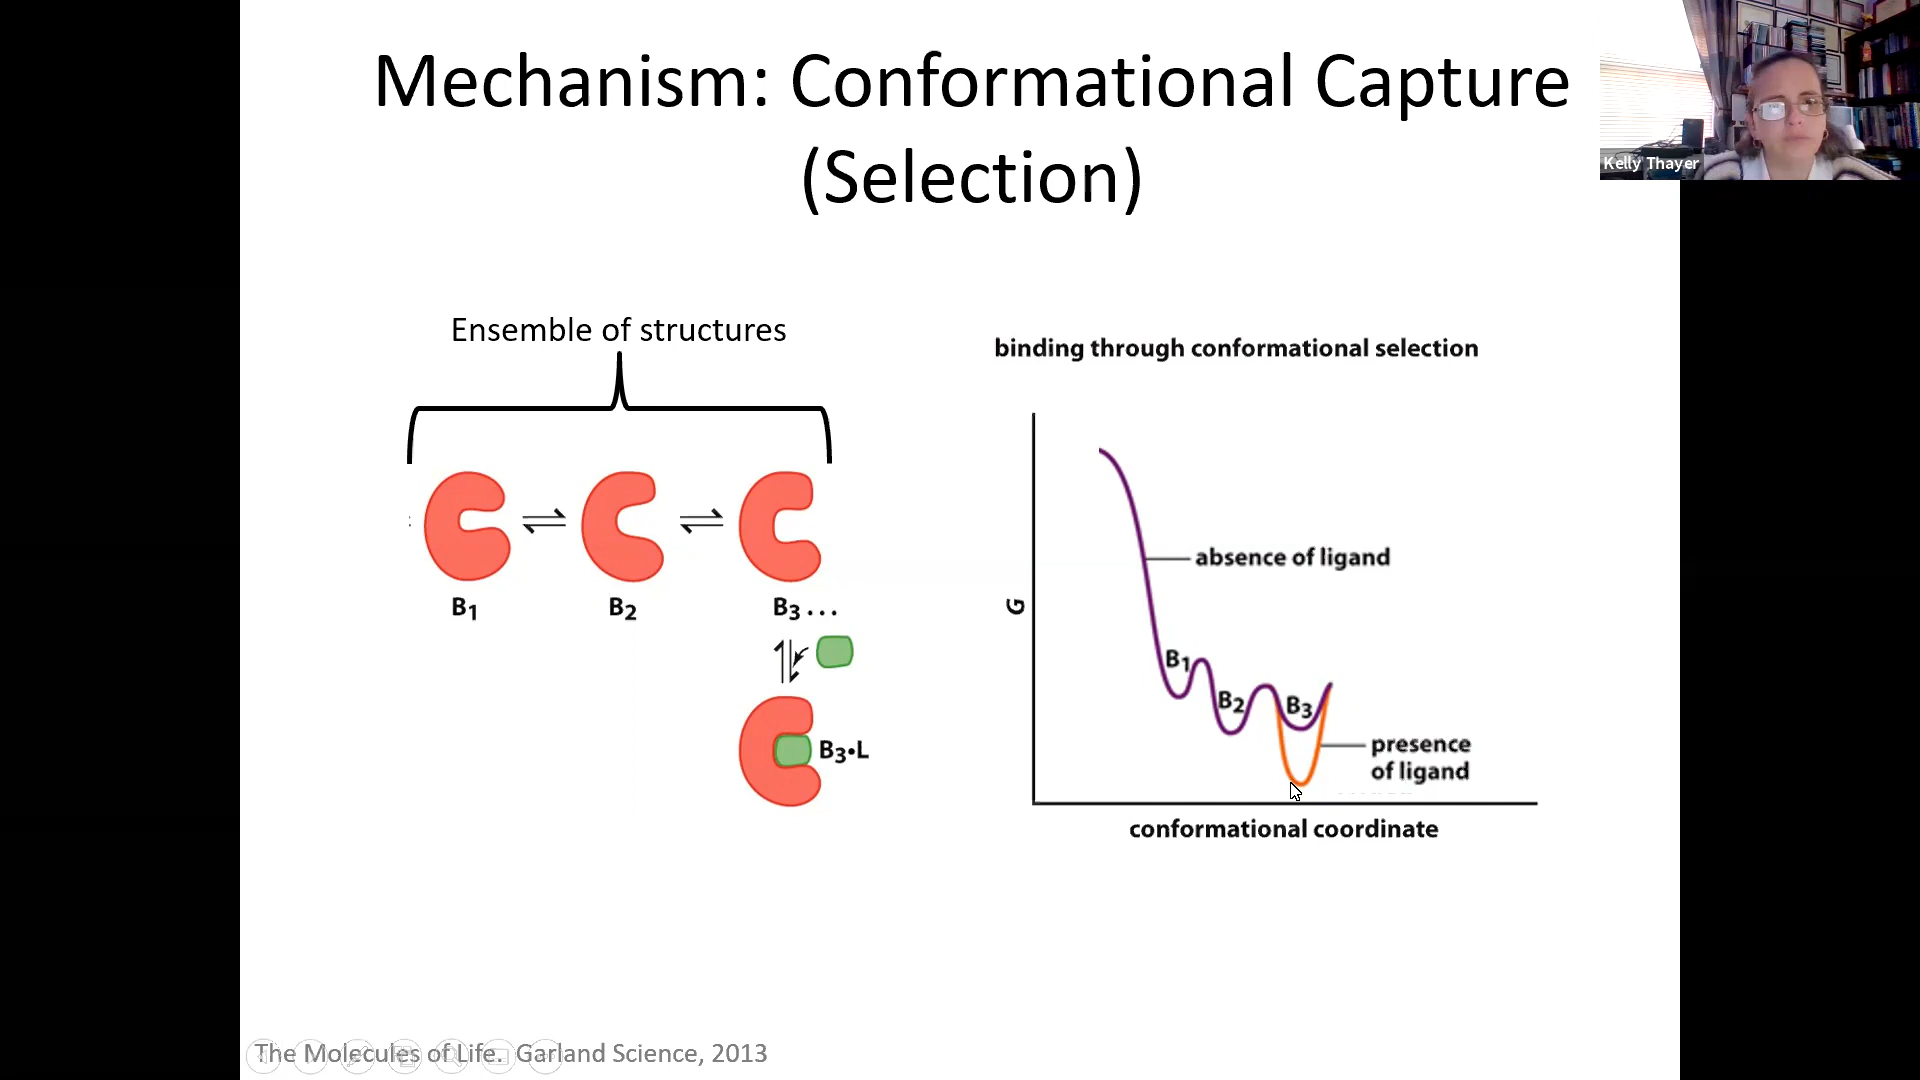 Mechanism: Conformational Capture
(Selection)
Kelly Thayer
Ensemble of structures
B1
B2
B3...
B3•L
binding through conformational selection
G
absence of ligand
B1
B2
B3
presence
of ligand
conformational coordinate
The Molecules of Life. Garland Science, 2013